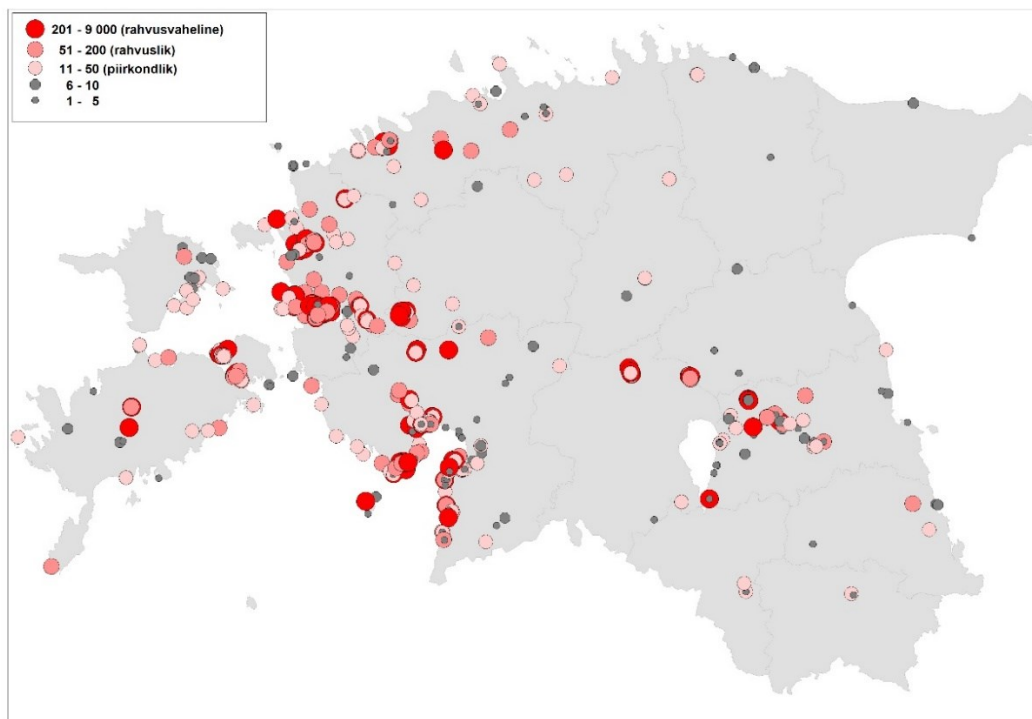 201 - 9 000 (rahvusvaheline)
51 - 200 (rahvuslik)
11 - 50 (piirkondlik)
6 - 10
1 - 5